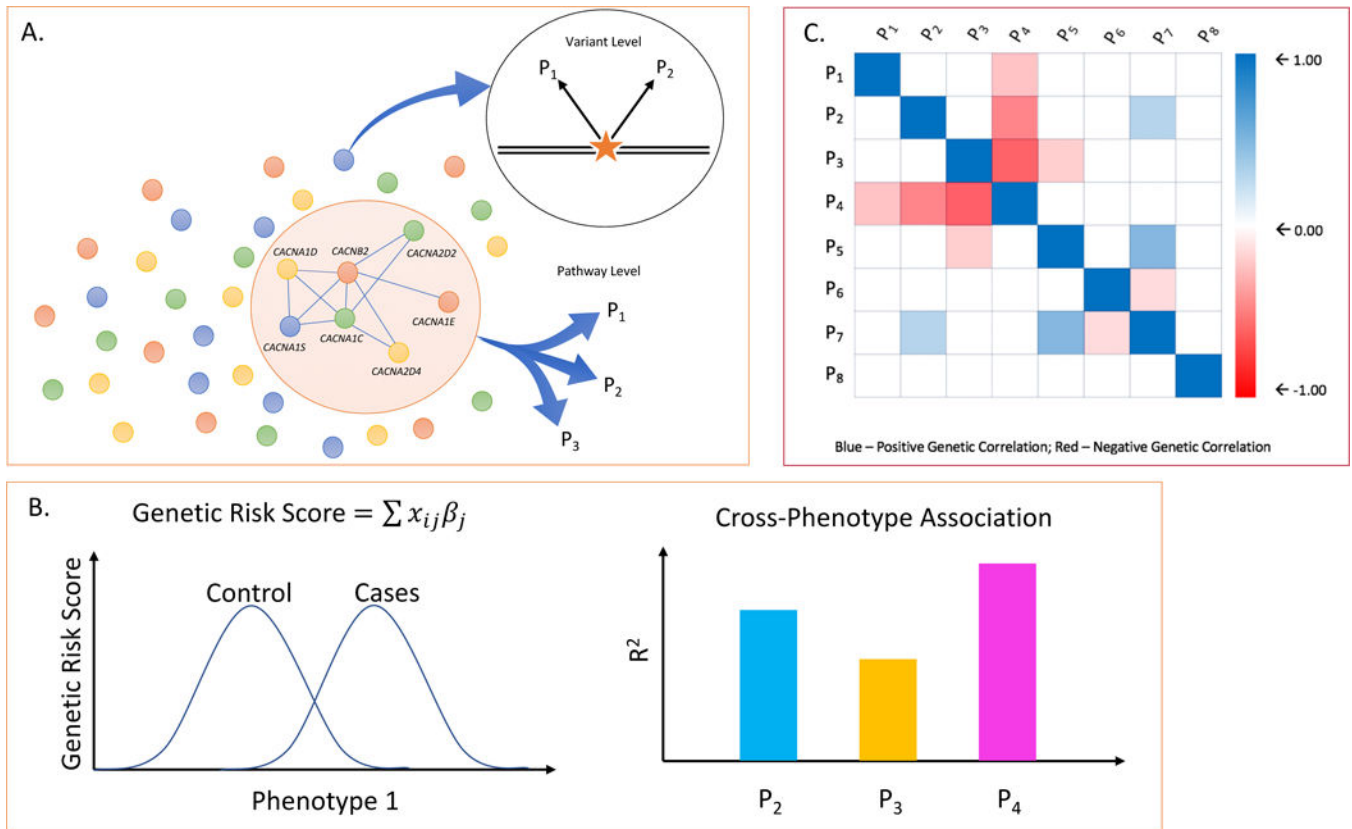 A.
Variant Level
P₁ P₂
CACNA1D CACNB2 CACNA2D2
CACNA1E
CACNA1S CACNA1C
CACNA2D4
Pathway Level
P₁
P₂
P₃
C.
P₁ P₂ P₃ P₄ P₅ P₆ P₇ P₈
P₁
P₂
P₃
P₄
P₅
P₆
P₇
P₈
← 1.00
← 0.00
← -1.00
Blue – Positive Genetic Correlation; Red – Negative Genetic Correlation
B.
Genetic Risk Score = ∑ xᵢⱼβⱼ
Genetic Risk Score
Control Cases
Phenotype 1
Cross-Phenotype Association
R²
P₂ P₃ P₄